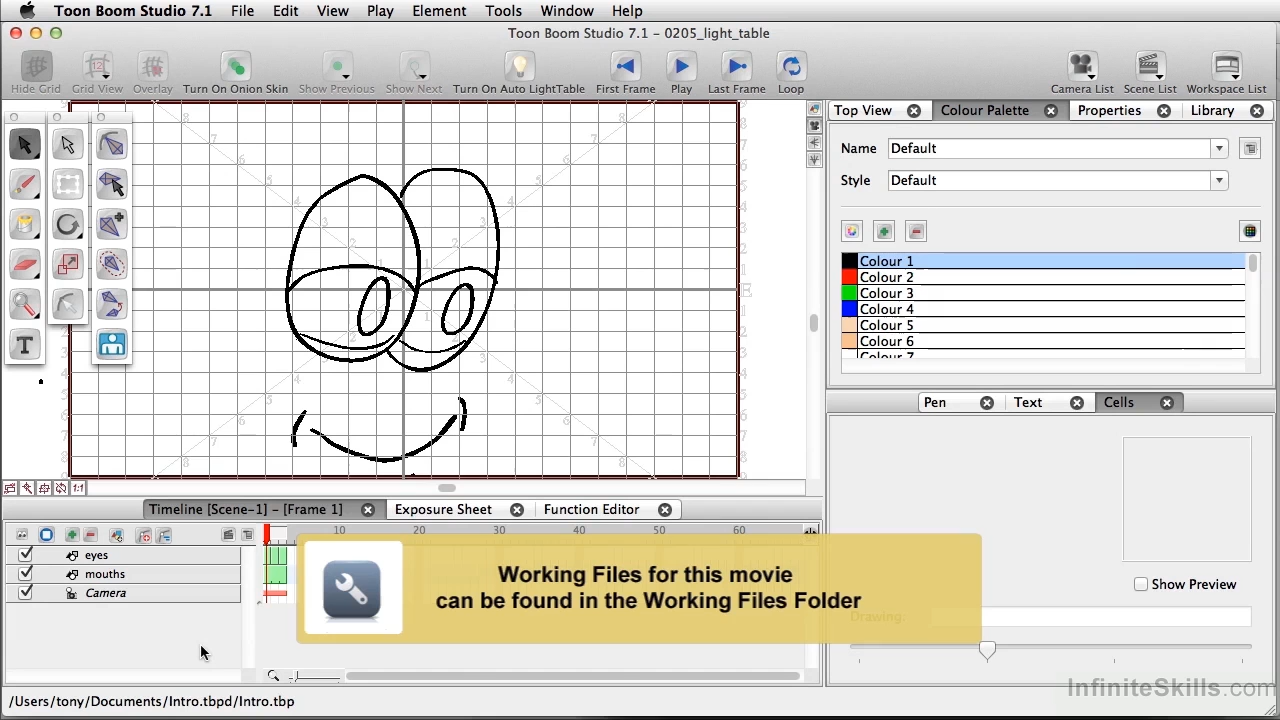 Toon Boom Studio 7.1 File Edit View Play Element Tools Window Help
Toon Boom Studio 7.1 - 0205_light_table
Hide Grid Grid View Overlay Turn On Onion Skin Show Previous Show Next Turn On Auto LightTable First Frame Play Last Frame Loop Camera List Scene List Workspace List
Top View Colour Palette Properties Library
Name Default
Style Default
Colour 1
Colour 2
Colour 3
Colour 4
Colour 5
Colour 6
Colour 7
Pen Text Cells
Show Preview
Drawing:
Timeline [Scene-1] - [Frame 1] Exposure Sheet Function Editor
10 20 30 40 50 60
eyes
mouths
Camera
Working Files for this movie
can be found in the Working Files Folder
/Users/tony/Documents/Intro.tbpd/Intro.tbp
InfiniteSkills.com